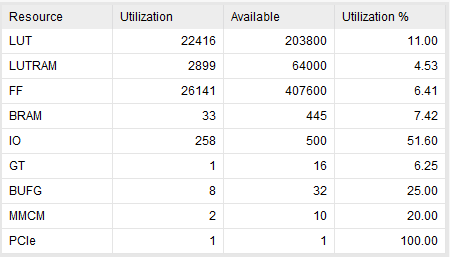 Resource Utilization Available Utilization %
LUT 22416 203800 11.00
LUTRAM 2899 64000 4.53
FF 26141 407600 6.41
BRAM 33 445 7.42
IO 258 500 51.60
GT 1 16 6.25
BUFG 8 32 25.00
MMCM 2 10 20.00
PCIe 1 1 100.00